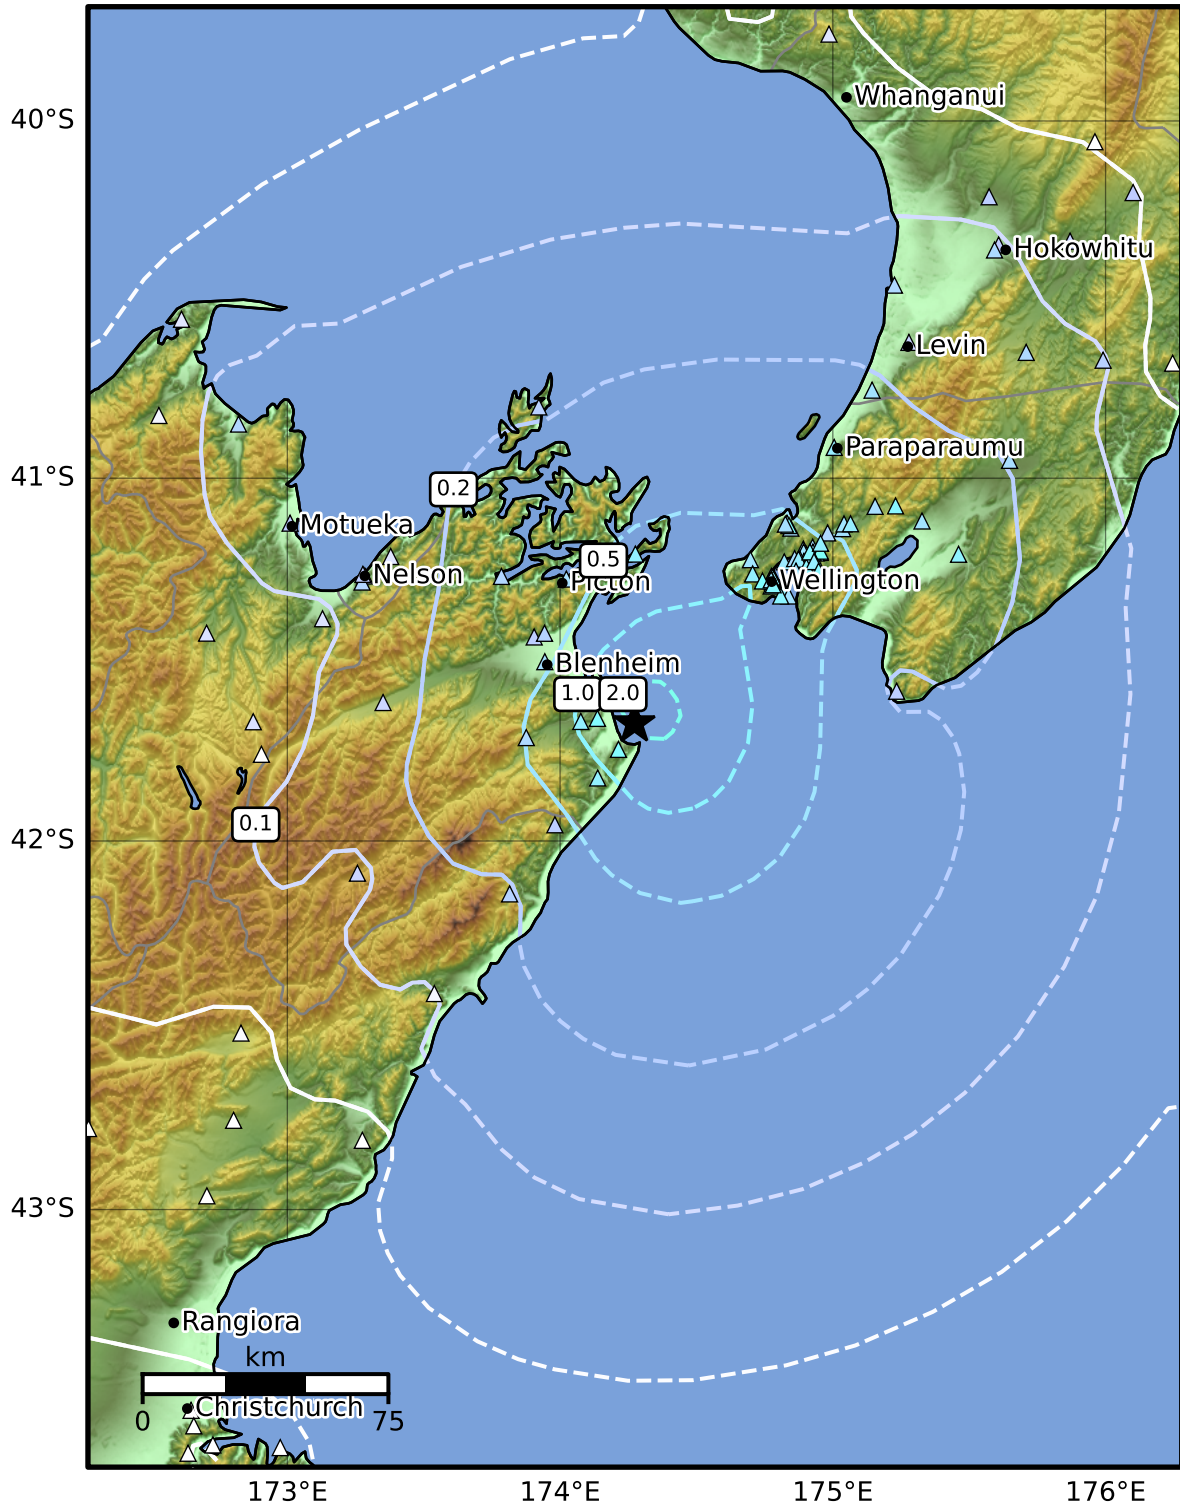 40°S
Whanganui
Hokowhitu
Levin
Paraparaumu
41°S
0.2
Motueka
0.5
Nelson
Picton
Wellington
Blenheim
1.0
2.0
0.1
42°S
43°S
Rangiora
km
Christchurch
0
75
173°E
174°E
175°E
176°E